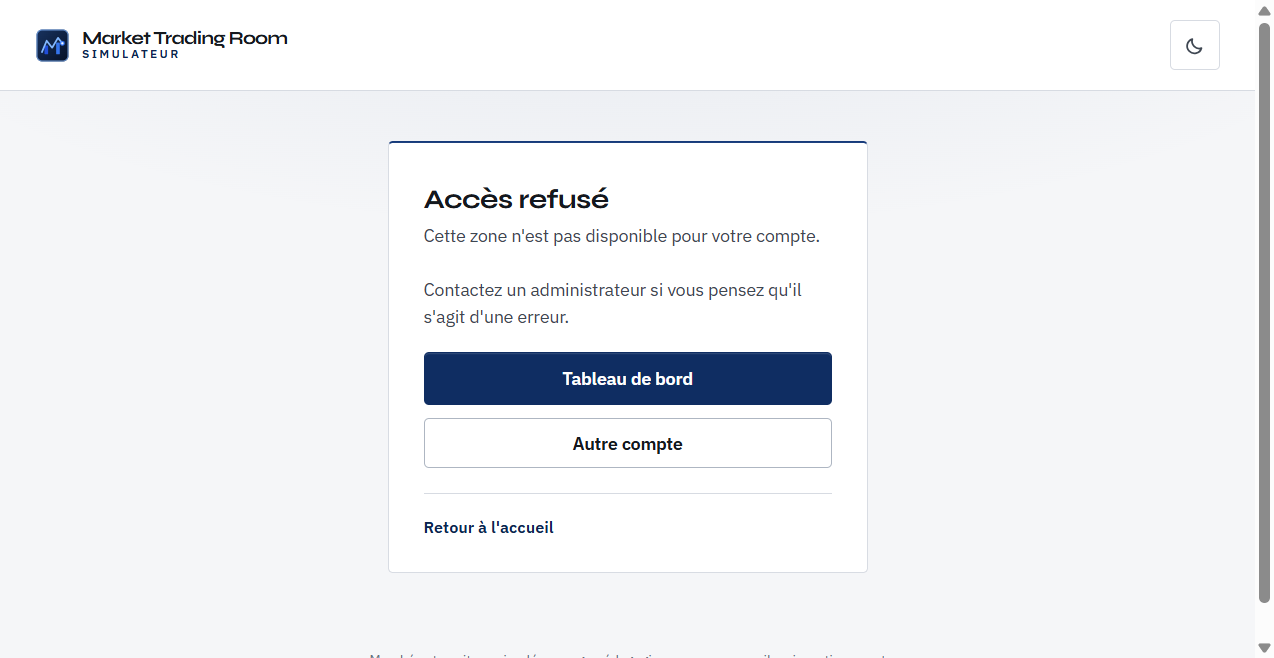 Market Trading Room
SIMULATEUR
Accès refusé
Cette zone n'est pas disponible pour votre compte.
Contactez un administrateur si vous pensez qu'il
s'agit d'une erreur.
Tableau de bord
Autre compte
Retour à l'accueil